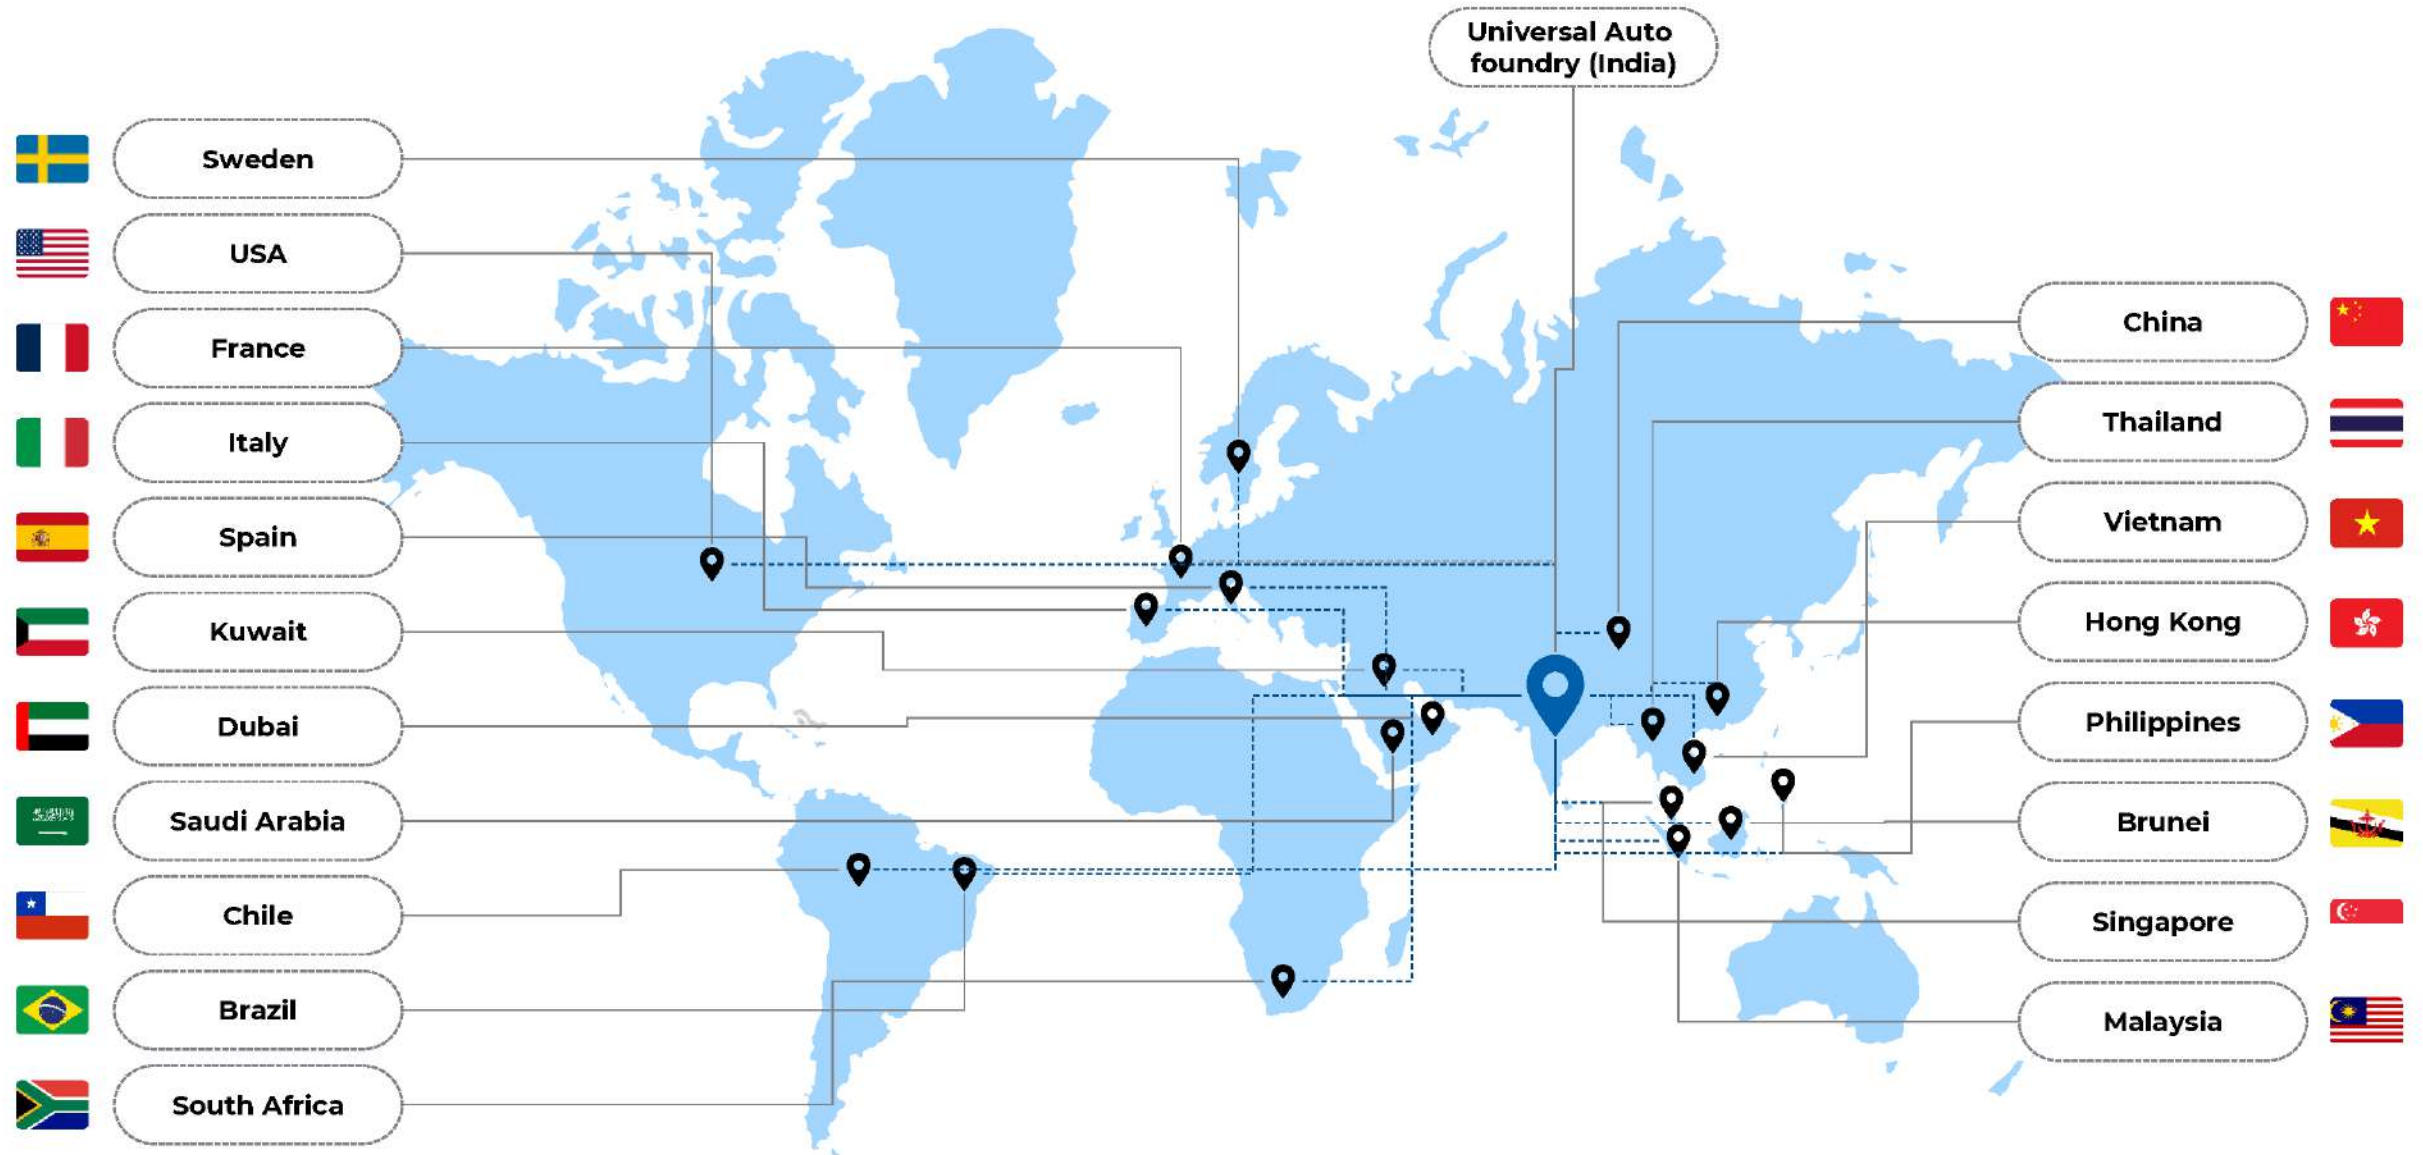 Universal Auto
foundry (India)
Sweden
USA
France
Italy
Spain
Kuwait
Dubai
Saudi Arabia
Chile
Brazil
South Africa
China
Thailand
Vietnam
Hong Kong
Philippines
Brunei
Singapore
Malaysia